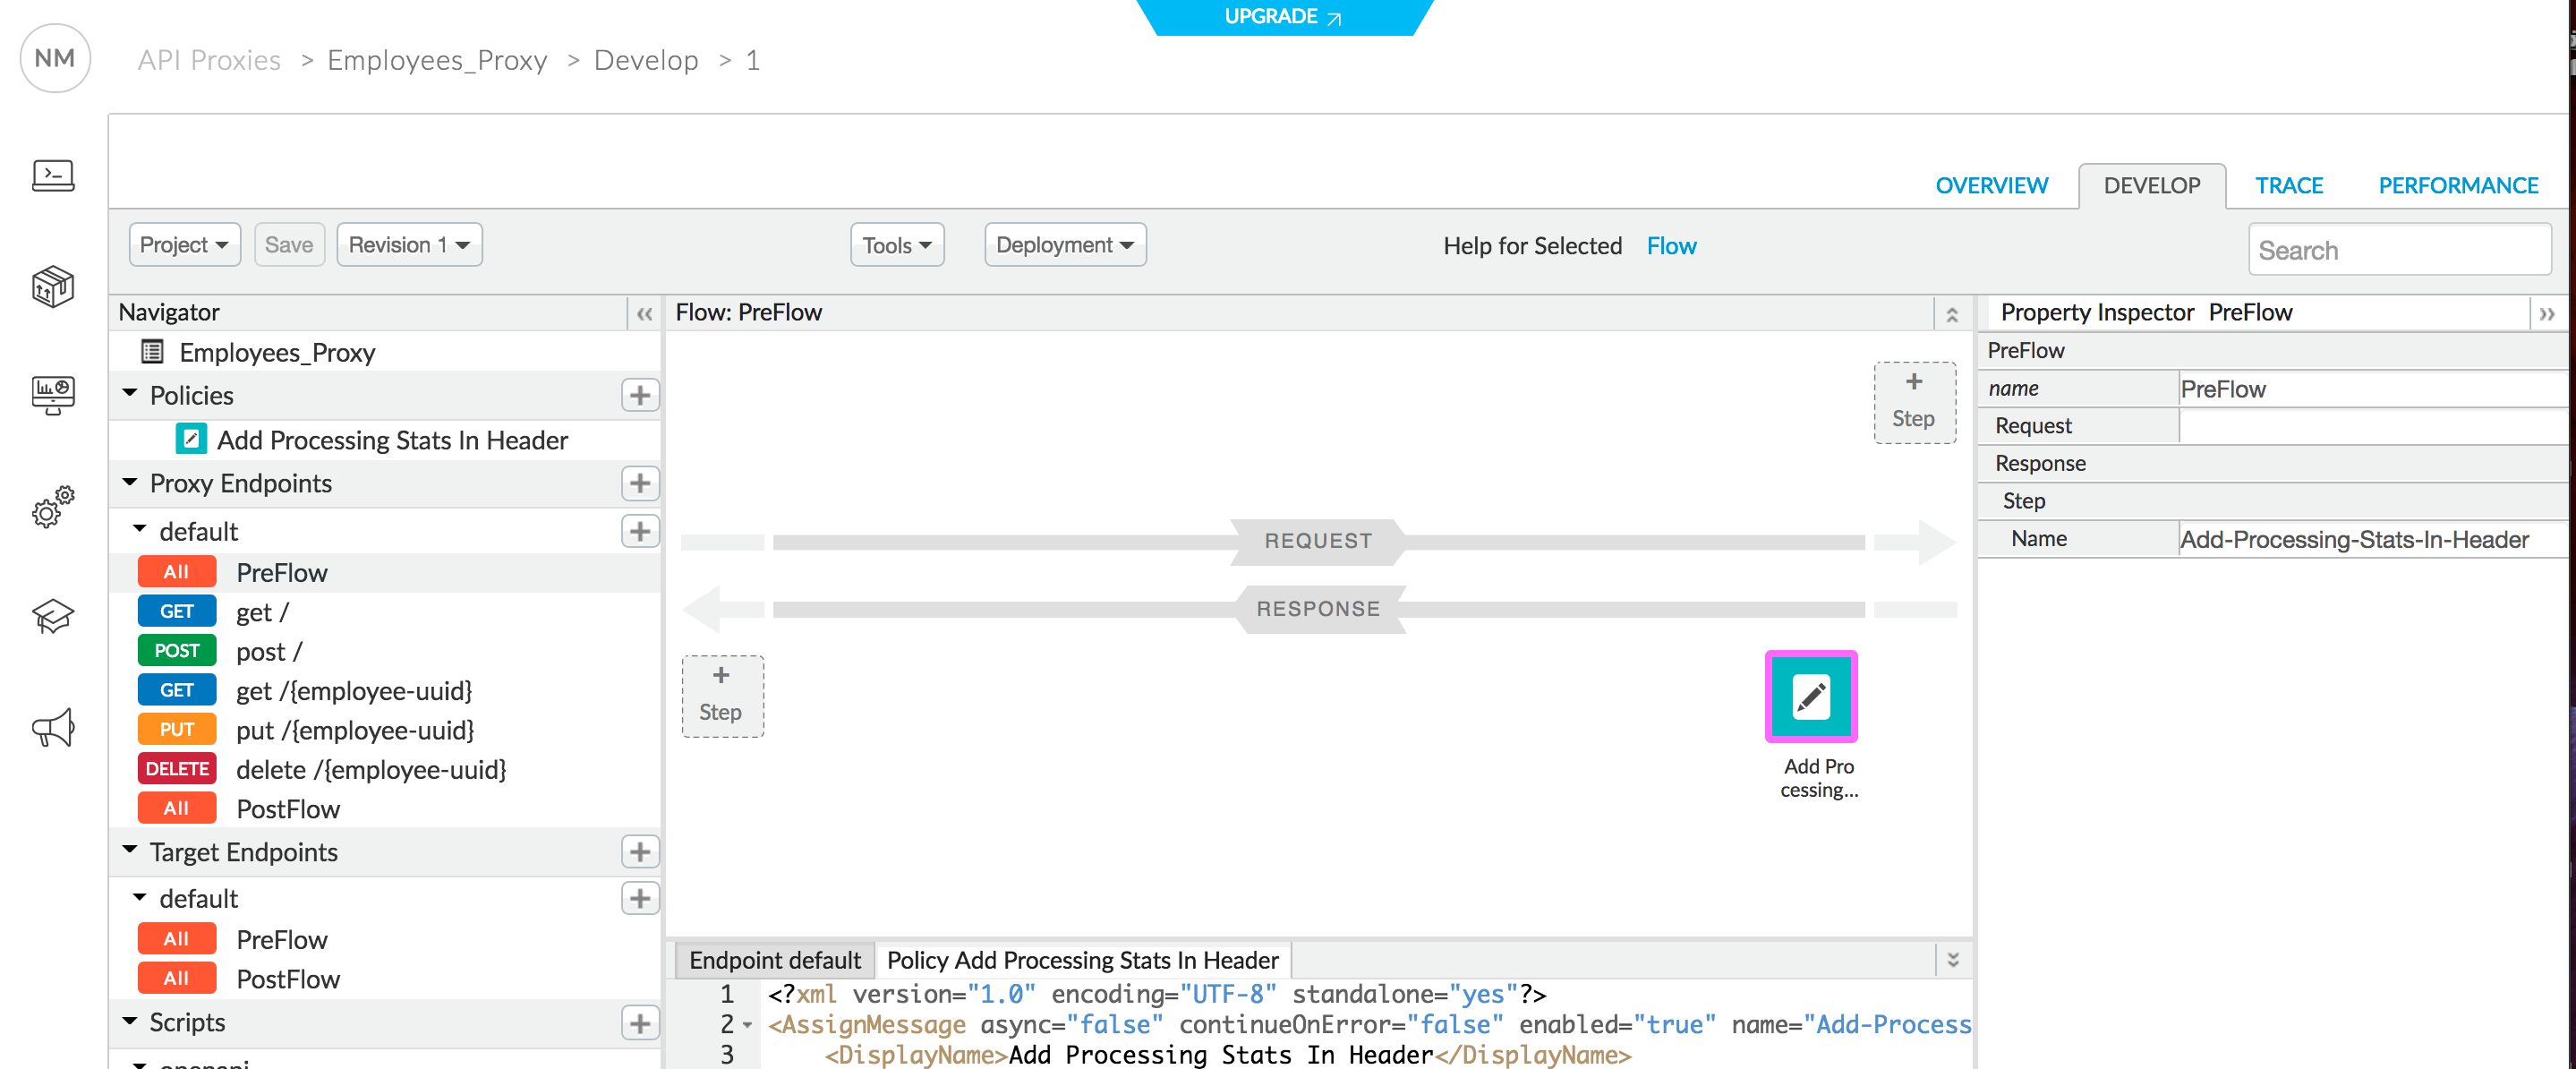 UPGRADE
NM
API Proxies > Employees_Proxy > Develop > 1
OVERVIEW
DEVELOP
TRACE
PERFORMANCE
Project
Save
Revision 1
Tools
Deployment
Help for Selected Flow
Search
Navigator
Employees_Proxy
Policies
Add Processing Stats In Header
Proxy Endpoints
default
All PreFlow
GET get /
POST post /
GET get /{employee-uuid}
PUT put /{employee-uuid}
DELETE delete /{employee-uuid}
All PostFlow
Target Endpoints
default
All PreFlow
All PostFlow
Scripts
Flow: PreFlow
+
Step
REQUEST
RESPONSE
+
Step
Add Pro
cessing...
Endpoint default
Policy Add Processing Stats In Header
1 <?xml version="1.0" encoding="UTF-8" standalone="yes"?>
2 <AssignMessage async="false" continueOnError="false" enabled="true" name="Add-Process
3 <DisplayName>Add Processing Stats In Header</DisplayName>
Property Inspector PreFlow
PreFlow
name PreFlow
Request
Response
Step
Name Add-Processing-Stats-In-Header